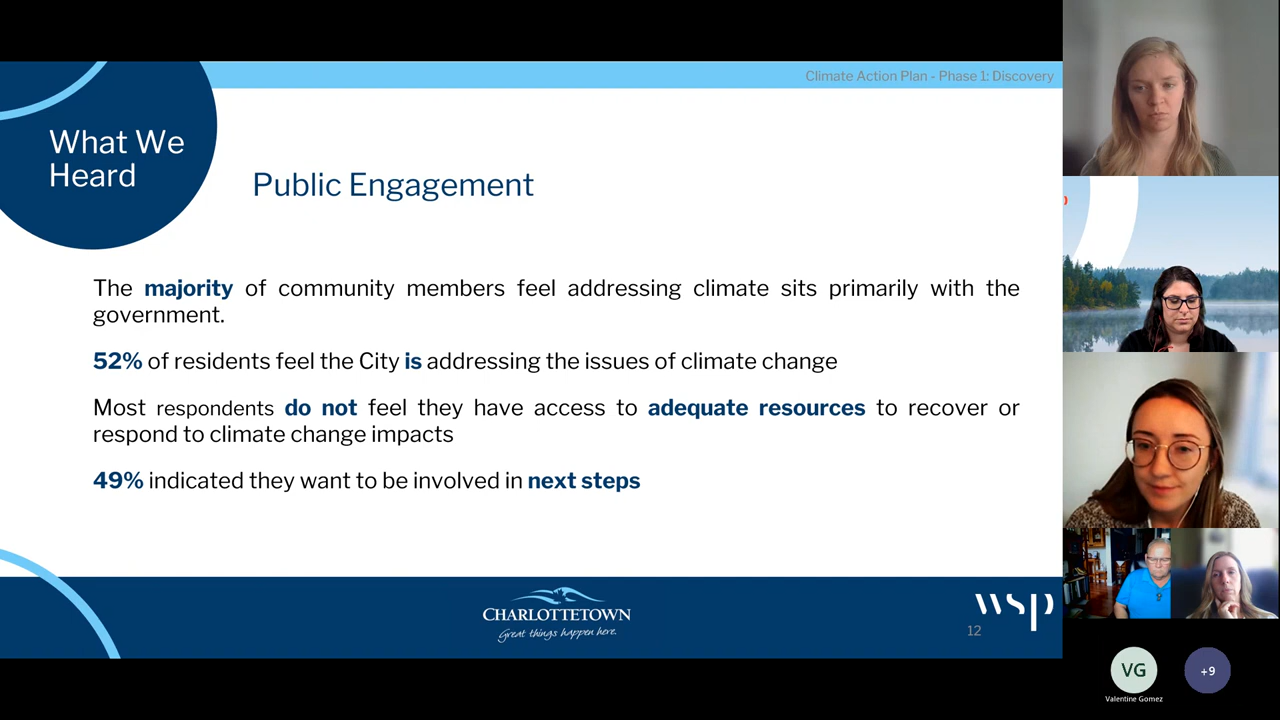 Climate Action Plan - Phase 1: Discovery
What We
Heard
Public Engagement
The majority of community members feel addressing climate sits primarily with the
government.
52% of residents feel the City is addressing the issues of climate change
Most respondents do not feel they have access to adequate resources to recover or
respond to climate change impacts
49% indicated they want to be involved in next steps
CHARLOTTETOWN
Great things happen here.
wsp
12
VG
+9
Valentine Gomez